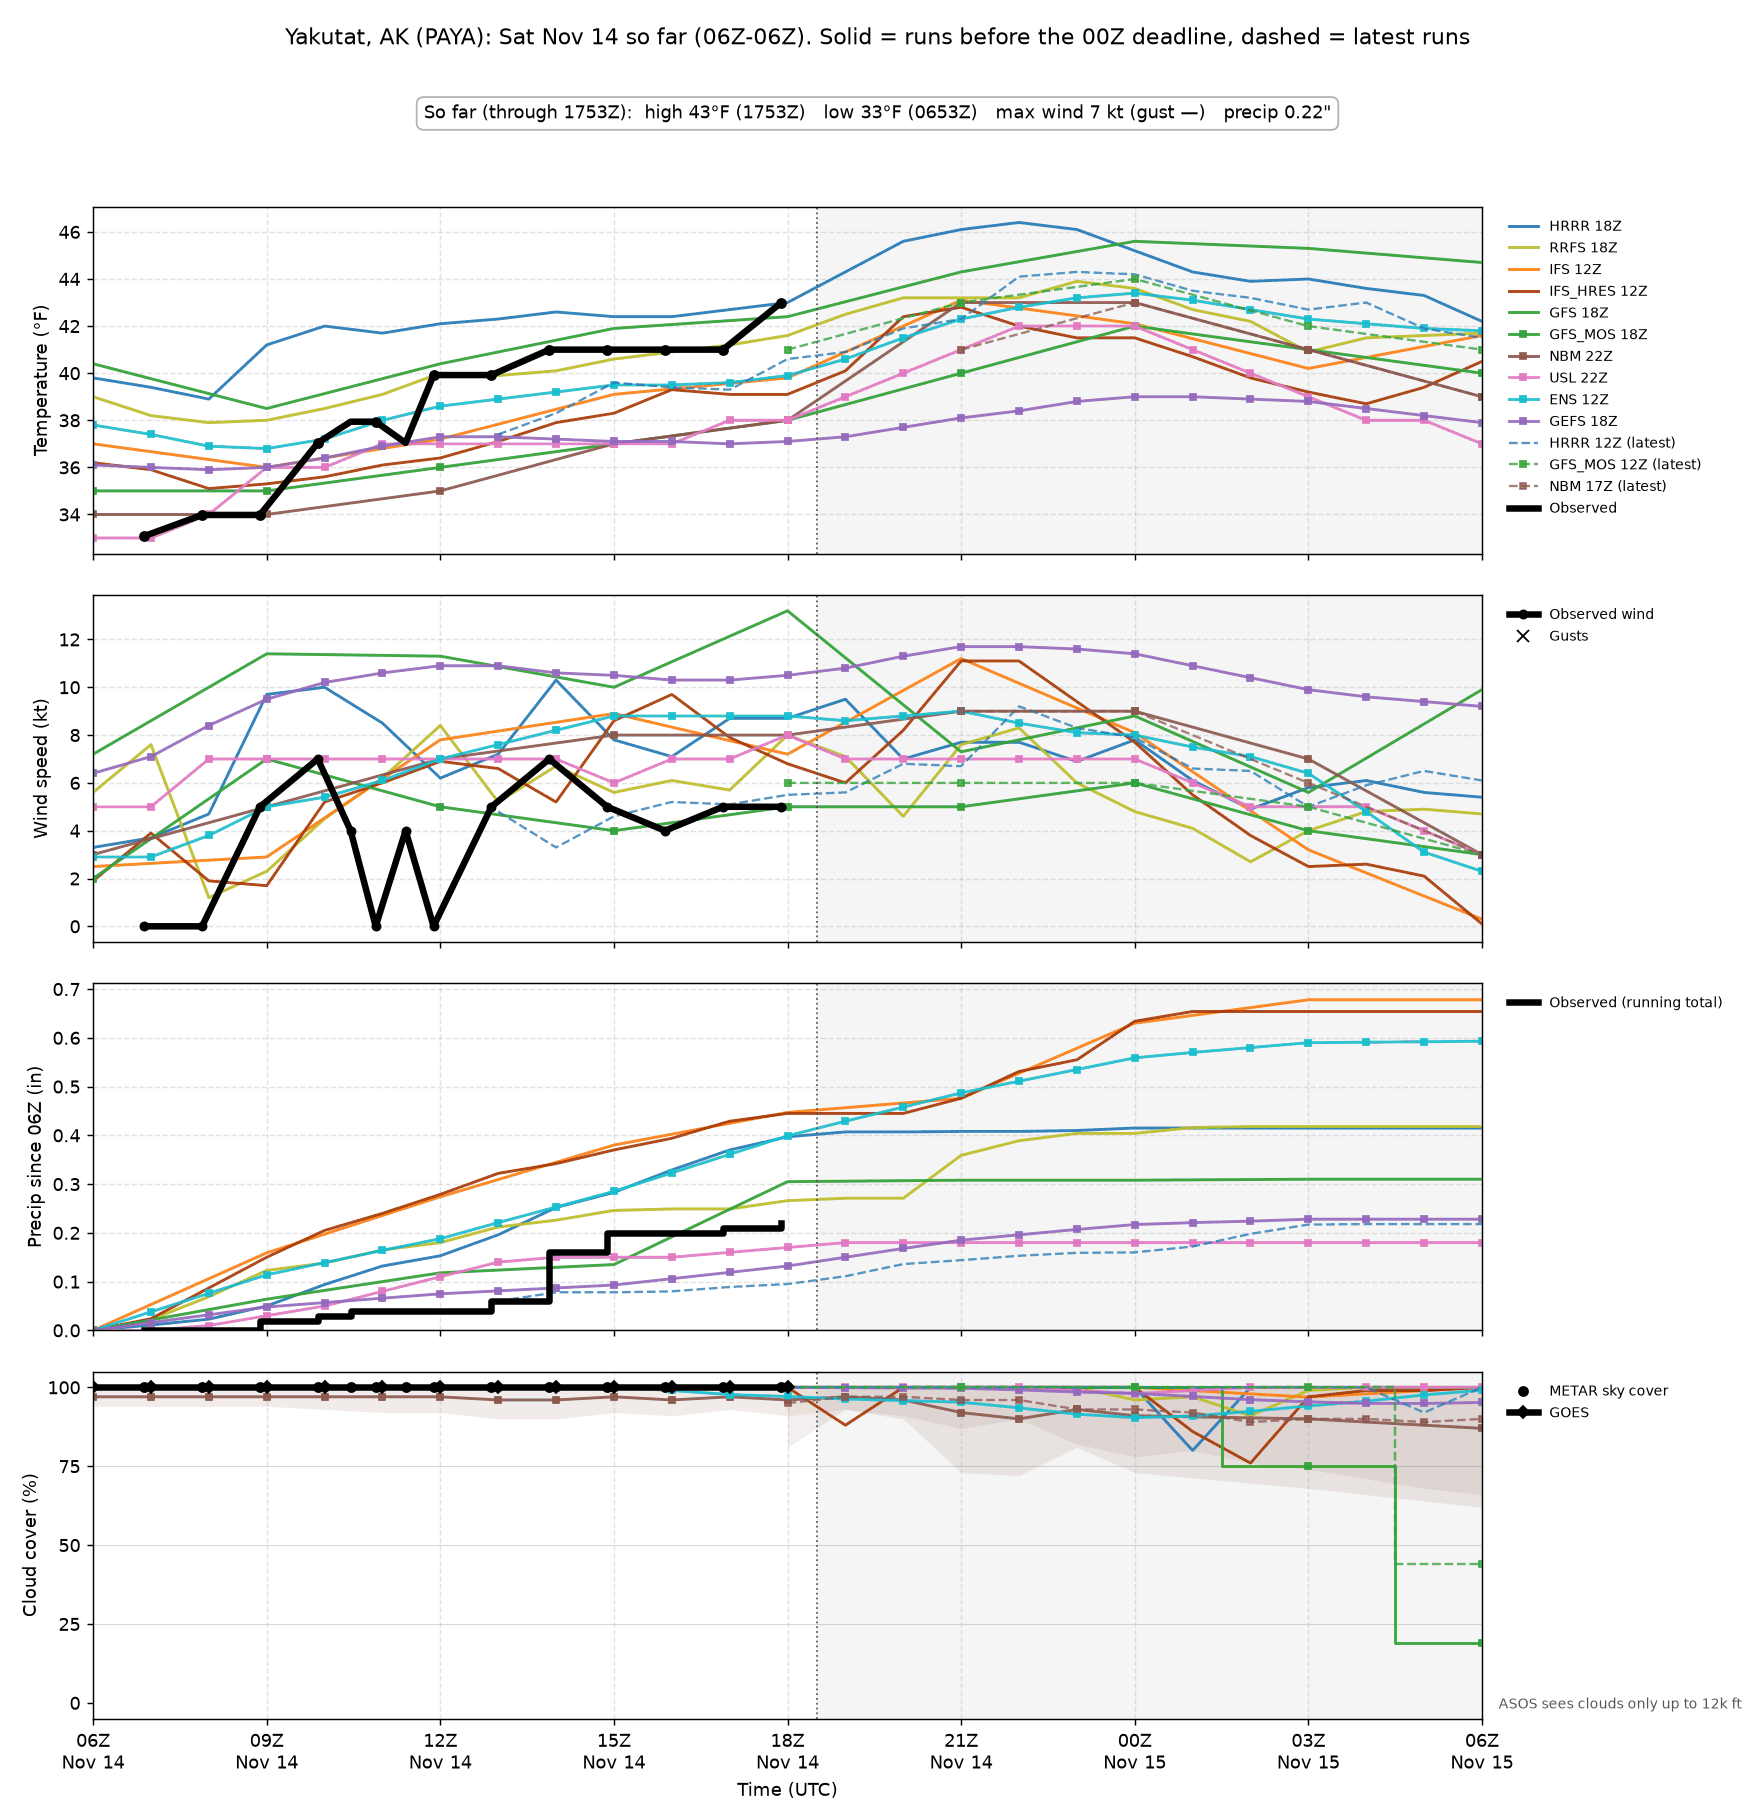 Yakutat, AK (PAYA): Sat Nov 14 so far (06Z-06Z). Solid = runs before the 00Z deadline, dashed = latest runs
So far (through 1753Z):  high 43°F (1753Z)   low 33°F (0653Z)   max wind 7 kt (gust —)   precip 0.22"
Temperature (°F)
46
44
42
40
38
36
34
HRRR 18Z
RRFS 18Z
IFS 12Z
IFS_HRES 12Z
GFS 18Z
GFS_MOS 18Z
NBM 22Z
USL 22Z
ENS 12Z
GEFS 18Z
HRRR 12Z (latest)
GFS_MOS 12Z (latest)
NBM 17Z (latest)
Observed
Wind speed (kt)
12
10
8
6
4
2
0
Observed wind
Gusts
Precip since 06Z (in)
0.7
0.6
0.5
0.4
0.3
0.2
0.1
0.0
Observed (running total)
Cloud cover (%)
100
75
50
25
0
METAR sky cover
GOES
ASOS sees clouds only up to 12k ft
06Z 09Z 12Z 15Z 18Z 21Z 00Z 03Z 06Z
Nov 14 Nov 14 Nov 14 Nov 14 Nov 14 Nov 14 Nov 15 Nov 15 Nov 15
Time (UTC)